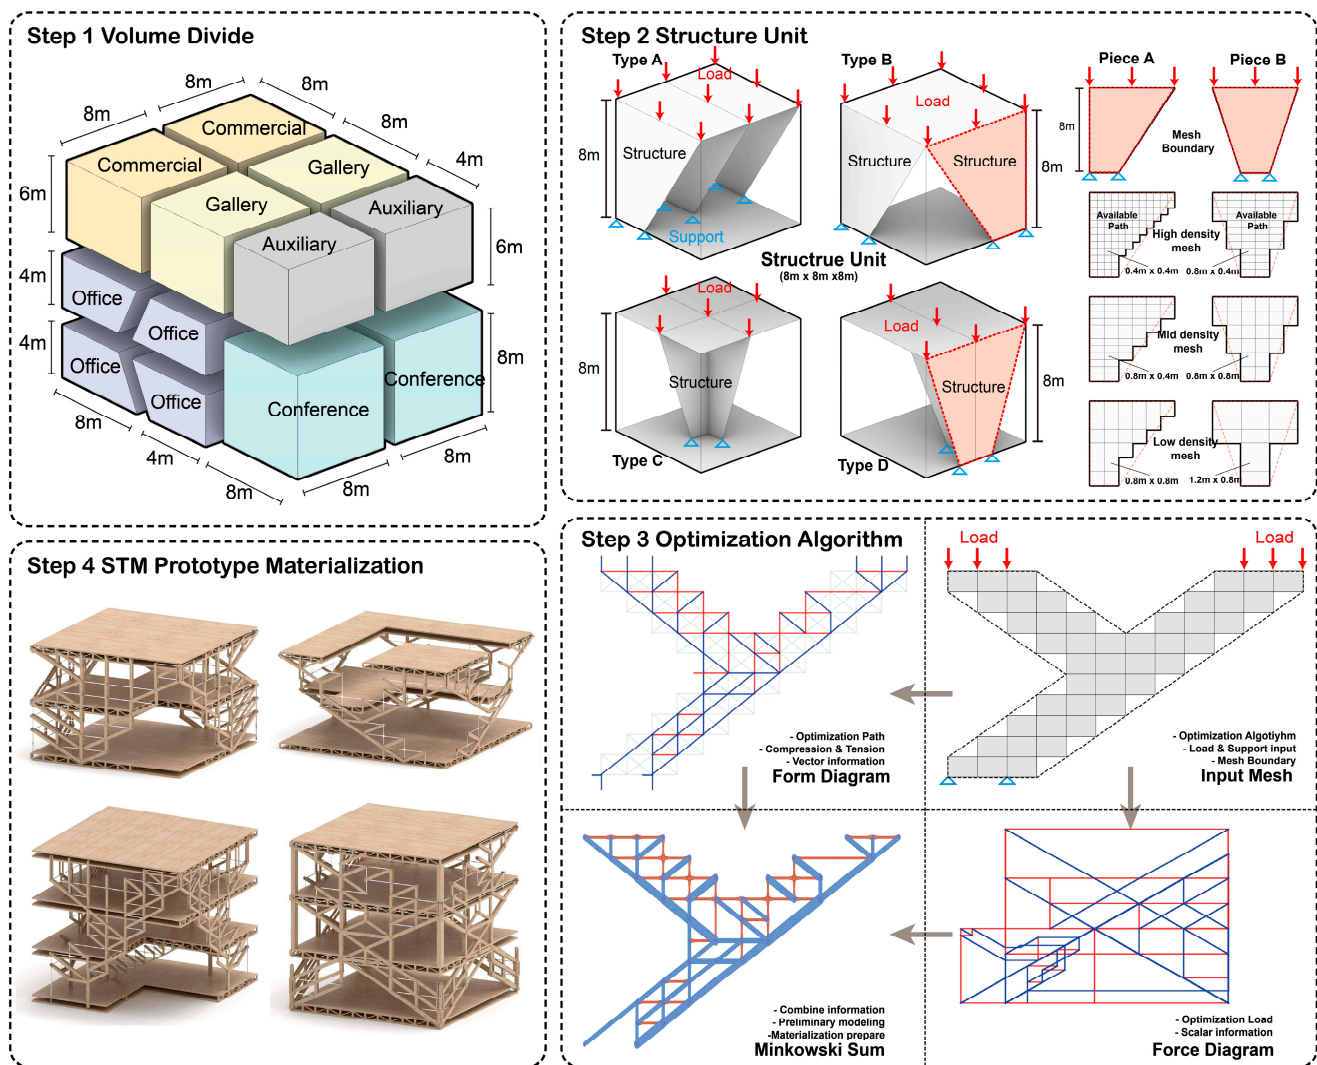 Step 1 Volume Divide
8m
8m
8m
8m
4m
6m
4m
4m
6m
8m
Commercial
Commercial
Gallery
Gallery
Auxiliary
Auxiliary
Office
Office
Office
Office
Conference
Conference
8m
4m
8m
8m
8m
Step 2 Structure Unit
Type A
Load
8m
Structure
Support
Type B
Load
Structure
Structure
8m
Structrue Unit
(8m x 8m x8m)
Load
8m
Structure
Type C
Load
Structure
8m
Type D
Piece A
Piece B
8m
Mesh
Boundary
Available
Path
Available
Path
High density
mesh
0.4m x 0.4m
0.8m x 0.4m
Mid density
mesh
0.8m x 0.4m
0.8m x 0.8m
Low density
mesh
0.8m x 0.8m
1.2m x 0.8m
Step 3 Optimization Algorithm
- Optimization Path
- Compression & Tension
- Vector information
Form Diagram
Load
Load
- Optimization Algotiyhm
- Load & Support input
- Mesh Boundary
Input Mesh
- Combine information
- Preliminary modeling
-Materialization prepare
Minkowski Sum
- Optimization Load
- Scalar information
Force Diagram
Step 4 STM Prototype Materialization